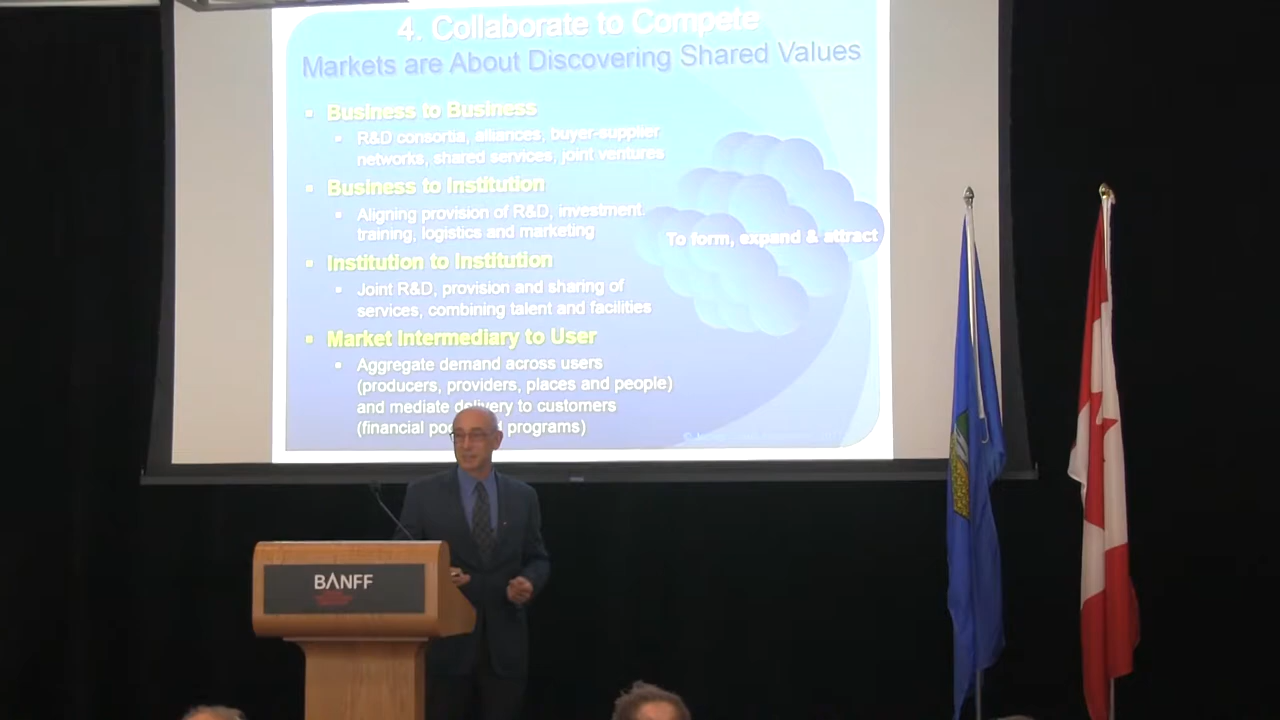 4. Collaborate to Compete
Markets are About Discovering Shared Values
Business to Business
R&D consortia, alliances, buyer-supplier
networks, shared services, joint ventures
Business to Institution
Aligning provision of R&D, investment,
training, logistics and marketing
Institution to Institution
Joint R&D, provision and sharing of
services, combining talent and facilities
Market Intermediary to User
Aggregate demand across users
(producers, providers, places and people)
and mediate delivery to customers
(financial programs)
To form, expand & attract
BANFF